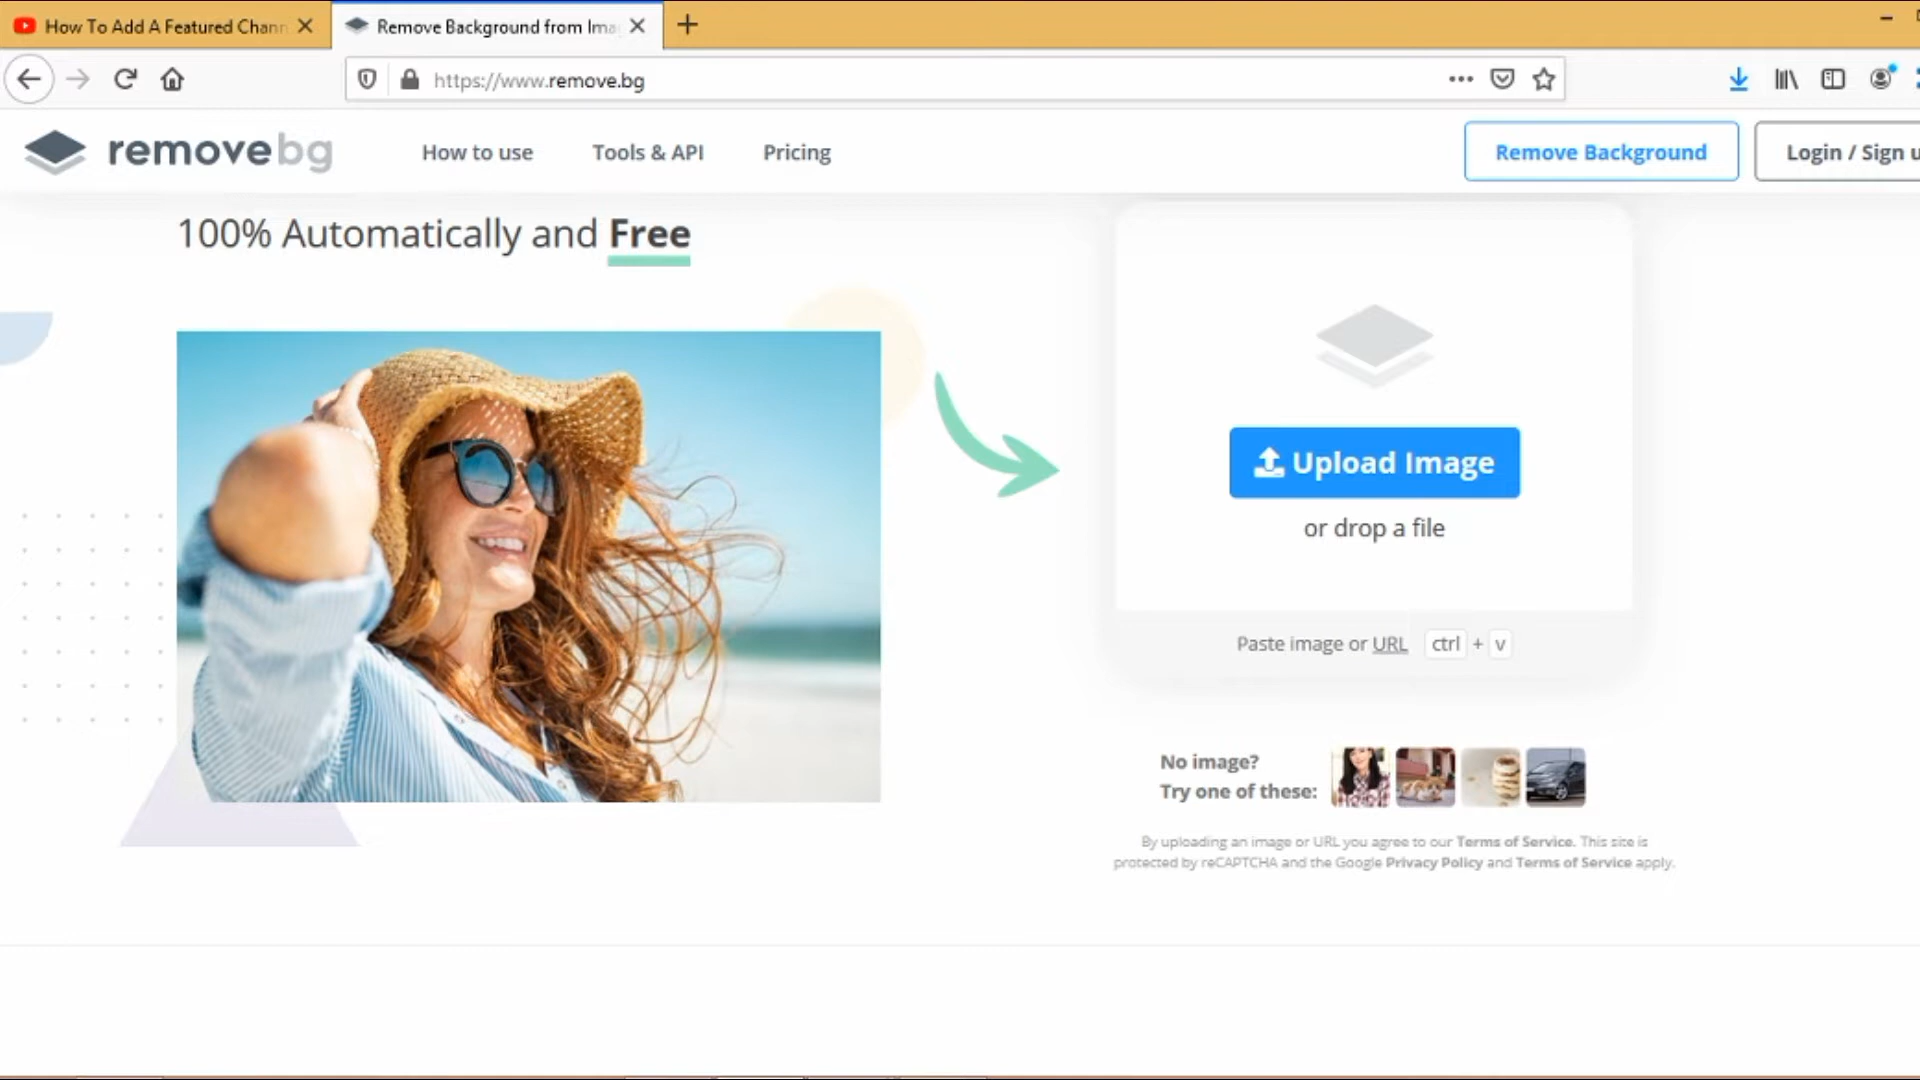 How To Add A Featured Chann
Remove Background from Ima
https://www.remove.bg
removebg
How to use
Tools & API
Pricing
Remove Background
Login / Sign u
100% Automatically and Free
Upload Image
or drop a file
Paste image or URL ctrl + v
No image?
Try one of these:
By uploading an image or URL you agree to our Terms of Service. This site is
protected by reCAPTCHA and the Google Privacy Policy and Terms of Service apply.